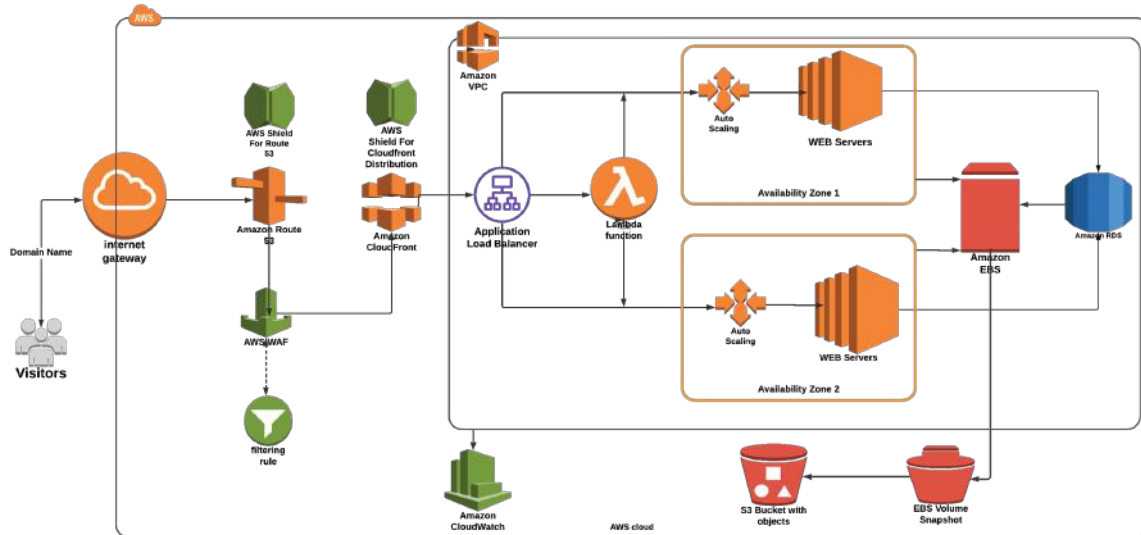 AWS
Amazon
VPC
AWS Shield
For Route
53
AWS
Shield For
Cloudfront
Distribution
Auto
Scaling
WEB Servers
Availability Zone 1
internet
gateway
Amazon Route
53
Amazon
CloudFront
Application
Load Balancer
Lambda
function
Amazon
EBS
Amazon RDS
Domain Name
Visitors
AWS WAF
Auto
Scaling
WEB Servers
Availability Zone 2
filtering
rule
Amazon
CloudWatch
AWS cloud
S3 Bucket with
objects
EBS Volume
Snapshot